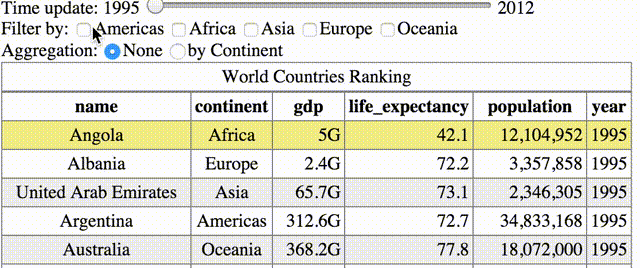 Time update: 1995 2012
Filter by: Americas Africa Asia Europe Oceania
Aggregation: None by Continent
World Countries Ranking
name continent gdp life_expectancy population year
Angola Africa 5G 42.1 12,104,952 1995
Albania Europe 2.4G 72.2 3,357,858 1995
United Arab Emirates Asia 65.7G 73.1 2,346,305 1995
Argentina Americas 312.6G 72.7 34,833,168 1995
Australia Oceania 368.2G 77.8 18,072,000 1995